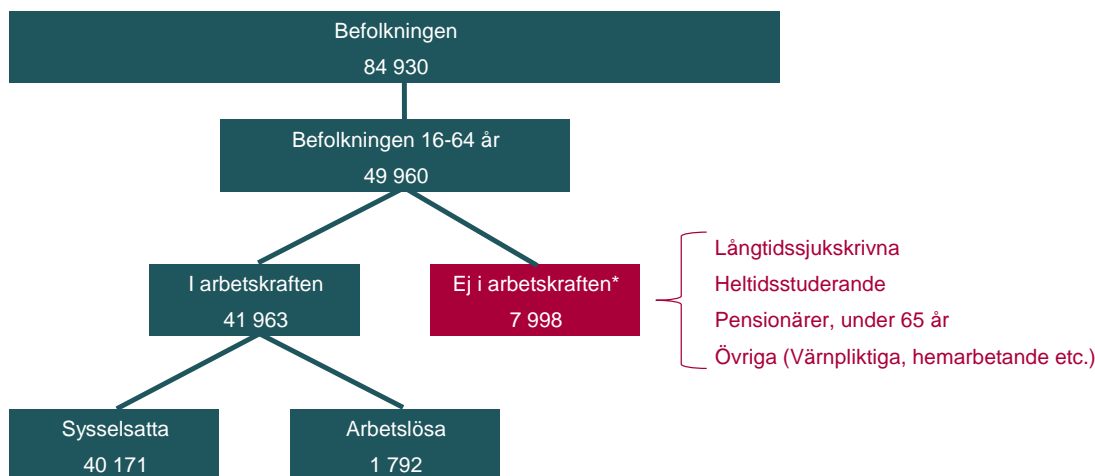 Befolkningen
84 930
Befolkningen 16-64 år
49 960
I arbetskraften
41 963
Ej i arbetskraften*
7 998
Långtidssjukskrivna
Heltidsstuderande
Pensionärer, under 65 år
Övriga (Värnpliktiga, hemarbetande etc.)
Sysselsatta
40 171
Arbetslösa
1 792